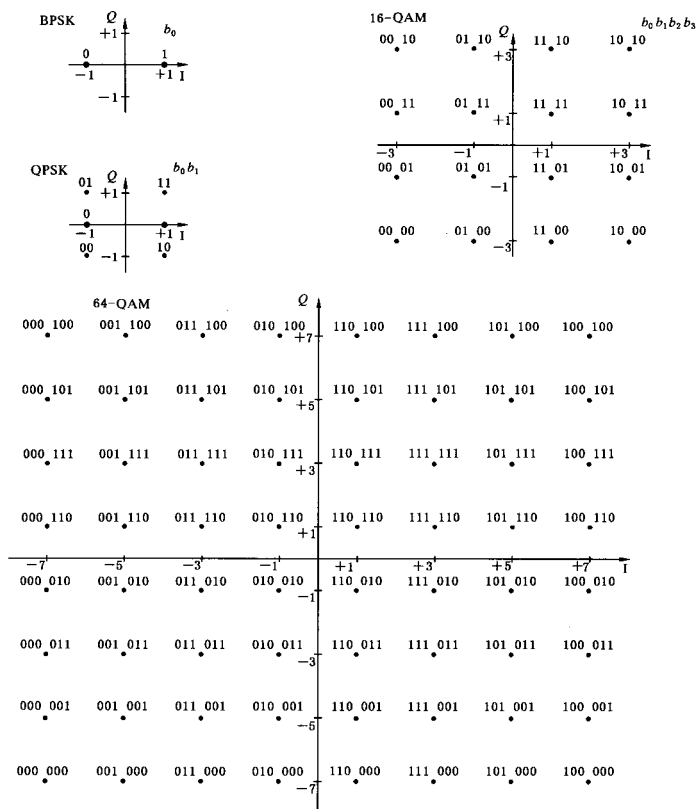 BPSK Q b₀
+1
0 1
−1 +1 I
−1
QPSK Q b₀b₁
01 +1 11
0
−1 +1 I
00 −1 10
16-QAM Q b₀b₁b₂b₃
00 10 01 10 +3 11 10 10 10
00 11 01 11 +1 11 11 10 11
−3 −1 +1 +3 I
00 01 01 01 −1 11 01 10 01
00 00 01 00 −3 11 00 10 00
64-QAM Q
000 100 001 100 011 100 010 100 +7 110 100 111 100 101 100 100 100
000 101 001 101 011 101 010 101 +5 110 101 111 101 101 101 100 101
000 111 001 111 011 111 010 111 +3 110 111 111 111 101 111 100 111
000 110 001 110 011 110 010 110 +1 110 110 111 110 101 110 100 110
−7 −5 −3 −1 +1 +3 +5 +7 I
000 010 001 010 011 010 010 010 −1 110 010 111 010 101 010 100 010
000 011 001 011 011 011 010 011 −3 110 011 111 011 101 011 100 011
000 001 001 001 011 001 010 001 −5 110 001 111 001 101 001 100 001
000 000 001 000 011 000 010 000 −7 110 000 111 000 101 000 100 000